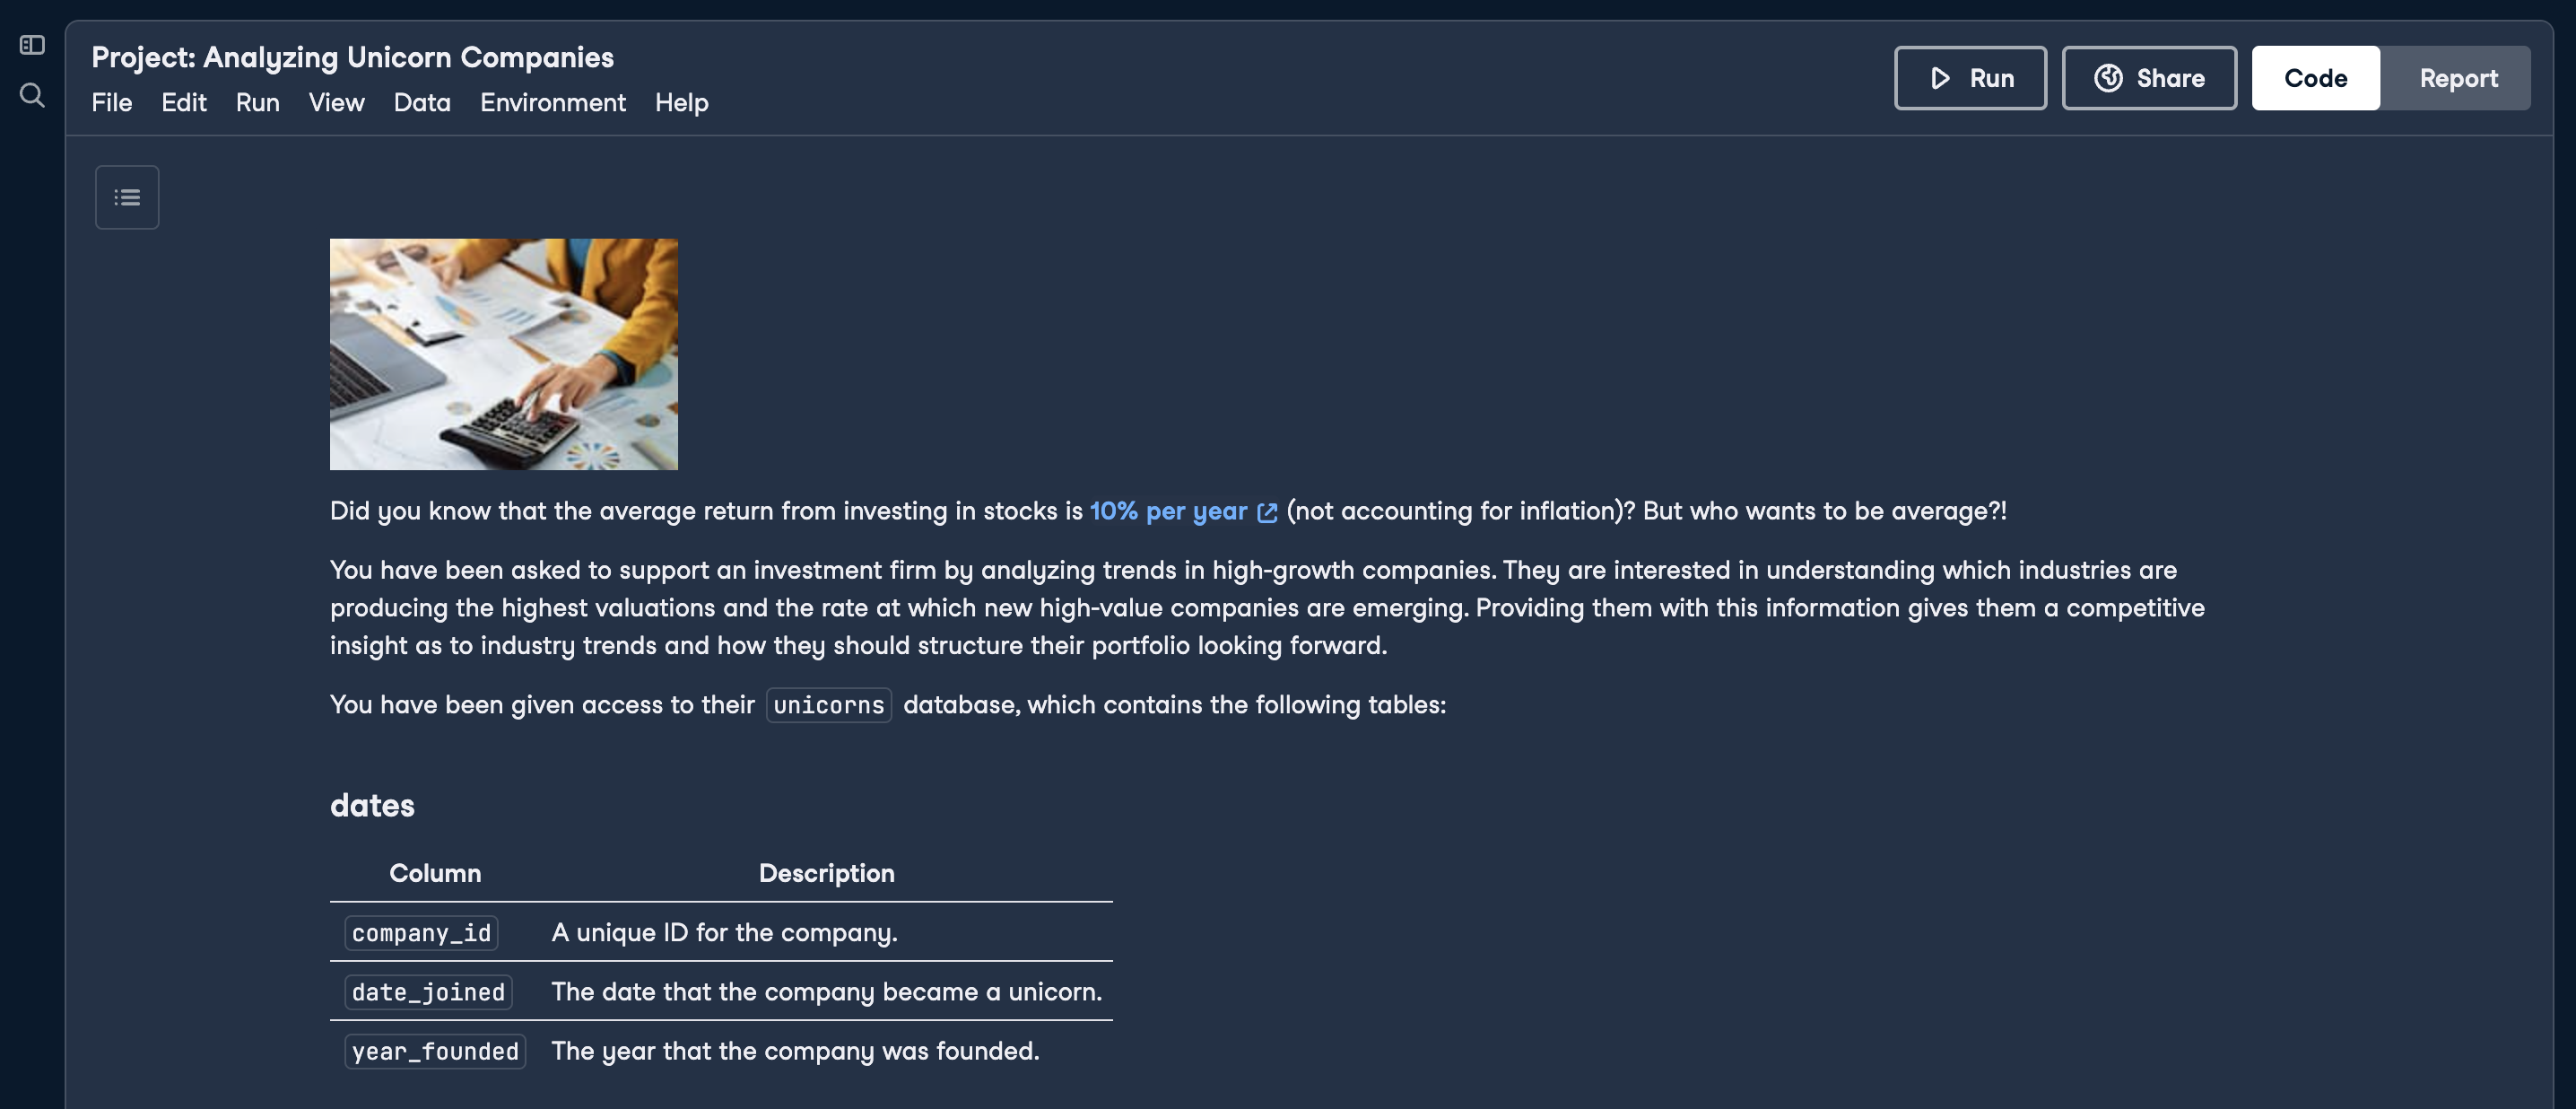 Project: Analyzing Unicorn Companies
File Edit Run View Data Environment Help
Run Share Code Report
Did you know that the average return from investing in stocks is 10% per year (not accounting for inflation)? But who wants to be average?!
You have been asked to support an investment firm by analyzing trends in high-growth companies. They are interested in understanding which industries are
producing the highest valuations and the rate at which new high-value companies are emerging. Providing them with this information gives them a competitive
insight as to industry trends and how they should structure their portfolio looking forward.
You have been given access to their unicorns database, which contains the following tables:
dates
Column Description
company_id A unique ID for the company.
date_joined The date that the company became a unicorn.
year_founded The year that the company was founded.